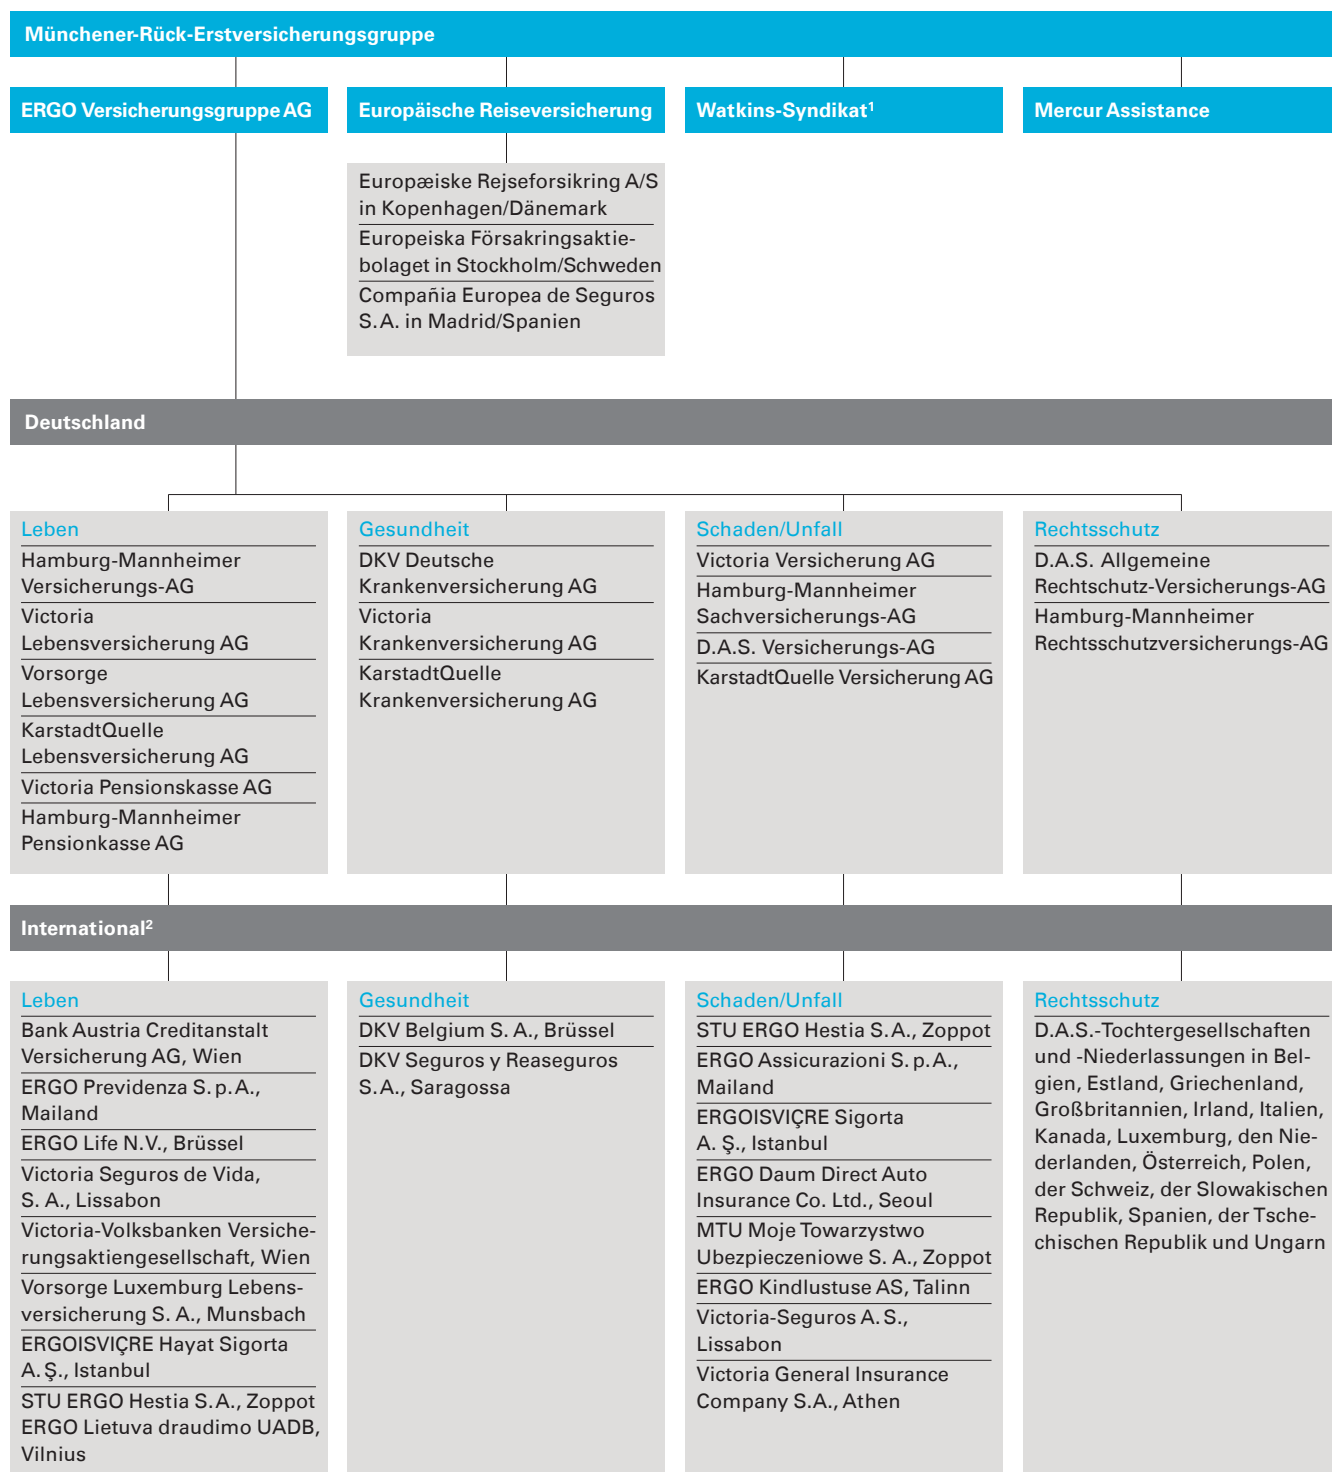 Münchener-Rück-Erstversicherungsgruppe
ERGO Versicherungsgruppe AG
Europäische Reiseversicherung
Watkins-Syndikat¹
Mercur Assistance
Europæiske Rejseforsikring A/S
in Kopenhagen/Dänemark
Europeiska Försakringsaktie-
bolaget in Stockholm/Schweden
Compañia Europea de Seguros
S.A. in Madrid/Spanien
Deutschland
Leben
Hamburg-Mannheimer
Versicherungs-AG
Victoria
Lebensversicherung AG
Vorsorge
Lebensversicherung AG
KarstadtQuelle
Lebensversicherung AG
Victoria Pensionskasse AG
Hamburg-Mannheimer
Pensionkasse AG
Gesundheit
DKV Deutsche
Krankenversicherung AG
Victoria
Krankenversicherung AG
KarstadtQuelle
Krankenversicherung AG
Schaden/Unfall
Victoria Versicherung AG
Hamburg-Mannheimer
Sachversicherungs-AG
D.A.S. Versicherungs-AG
KarstadtQuelle Versicherung AG
Rechtsschutz
D.A.S. Allgemeine
Rechtschutz-Versicherungs-AG
Hamburg-Mannheimer
Rechtsschutzversicherungs-AG
International²
Leben
Bank Austria Creditanstalt
Versicherung AG, Wien
ERGO Previdenza S. p. A.,
Mailand
ERGO Life N.V., Brüssel
Victoria Seguros de Vida,
S. A., Lissabon
Victoria-Volksbanken Versiche-
rungsaktiengesellschaft, Wien
Vorsorge Luxemburg Lebens-
versicherung S. A., Munsbach
ERGOISVIÇRE Hayat Sigorta
A. Ş., Istanbul
STU ERGO Hestia S. A., Zoppot
ERGO Lietuva draudimo UADB,
Vilnius
Gesundheit
DKV Belgium S. A., Brüssel
DKV Seguros y Reaseguros
S. A., Saragossa
Schaden/Unfall
STU ERGO Hestia S. A., Zoppot
ERGO Assicurazioni S. p. A.,
Mailand
ERGOISVIÇRE Sigorta
A. Ş., Istanbul
ERGO Daum Direct Auto
Insurance Co. Ltd., Seoul
MTU Moje Towarzystwo
Ubezpieczeniowe S. A., Zoppot
ERGO Kindlustuse AS, Talinn
Victoria-Seguros A. S.,
Lissabon
Victoria General Insurance
Company S.A., Athen
Rechtsschutz
D.A.S.-Tochtergesellschaften
und -Niederlassungen in Bel-
gien, Estland, Griechenland,
Großbritannien, Irland, Italien,
Kanada, Luxemburg, den Nie-
derlanden, Österreich, Polen,
der Schweiz, der Slowakischen
Republik, Spanien, der Tsche-
chischen Republik und Ungarn